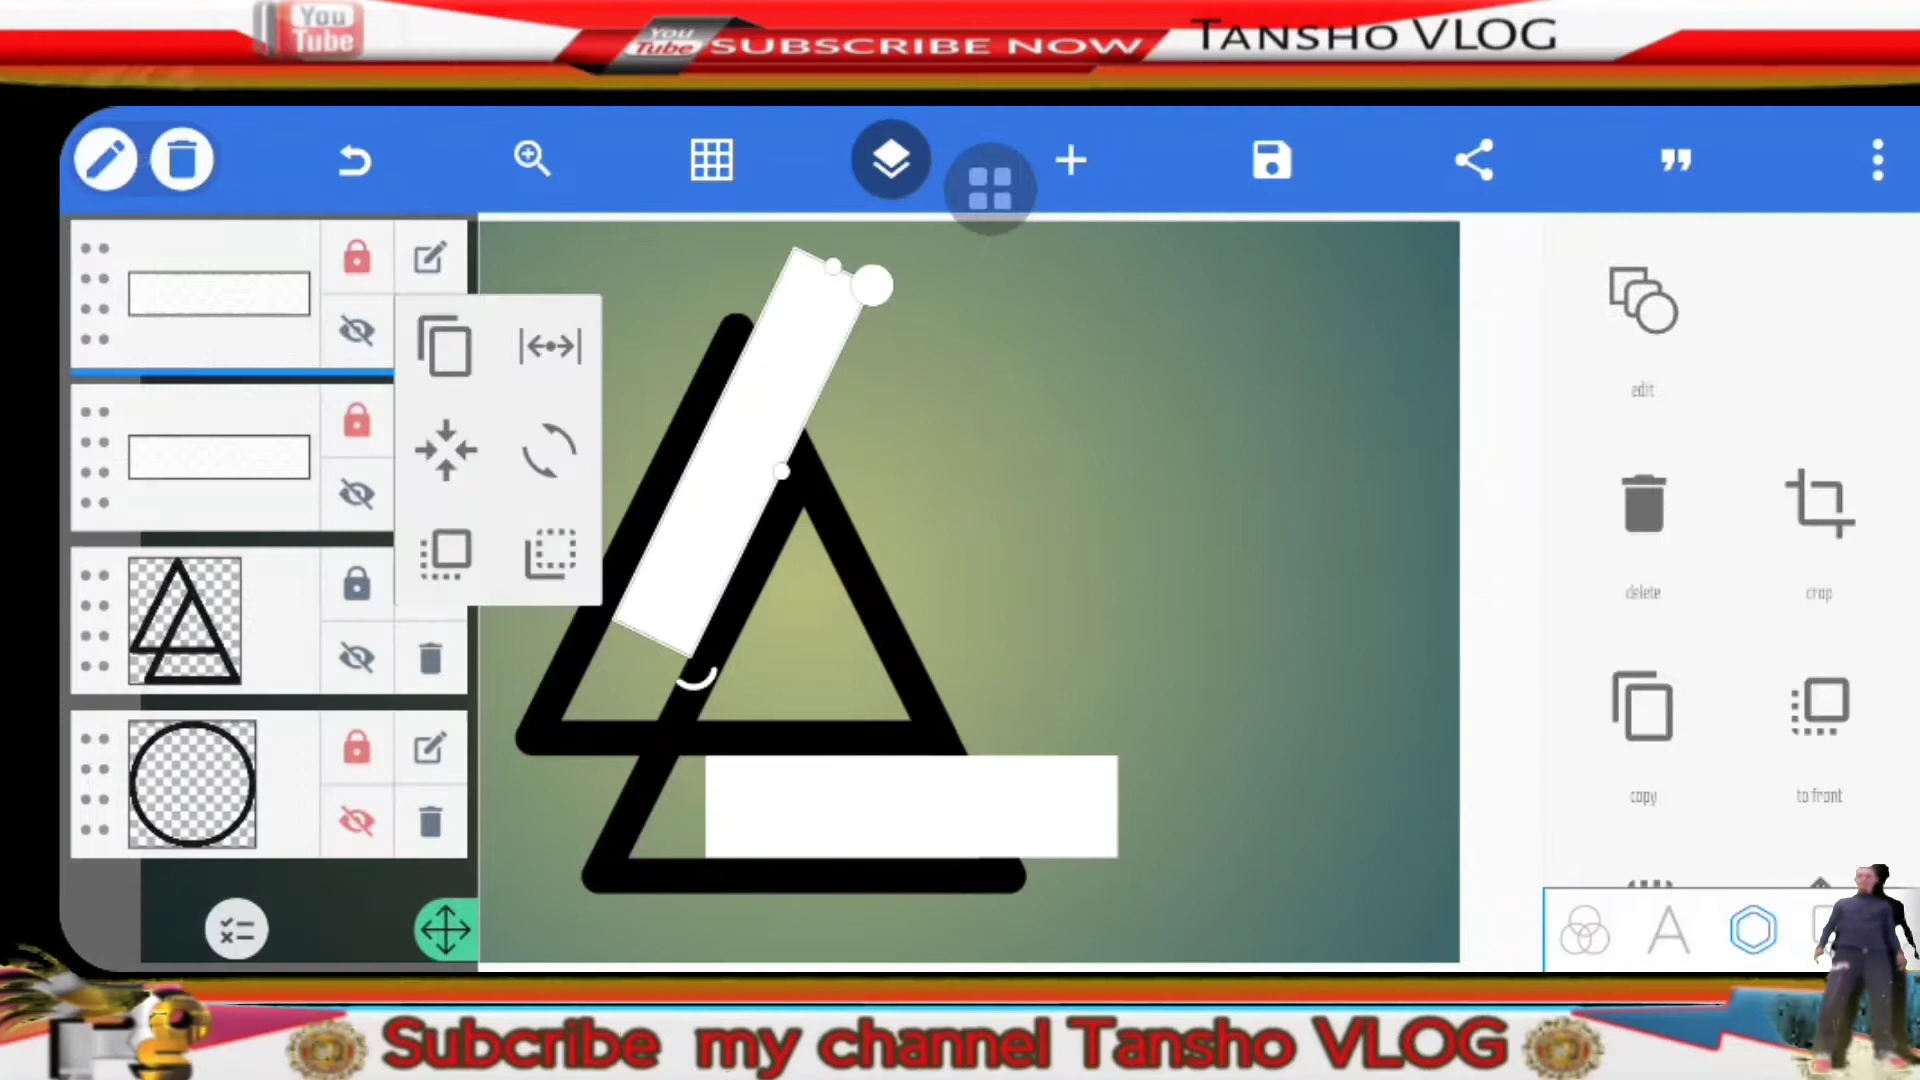 You
Tube
You
Tube SUBSCRIBE NOW
TANSHO VLOG
edit
delete
crop
copy
to front
A
Subcribe my channel Tansho VLOG